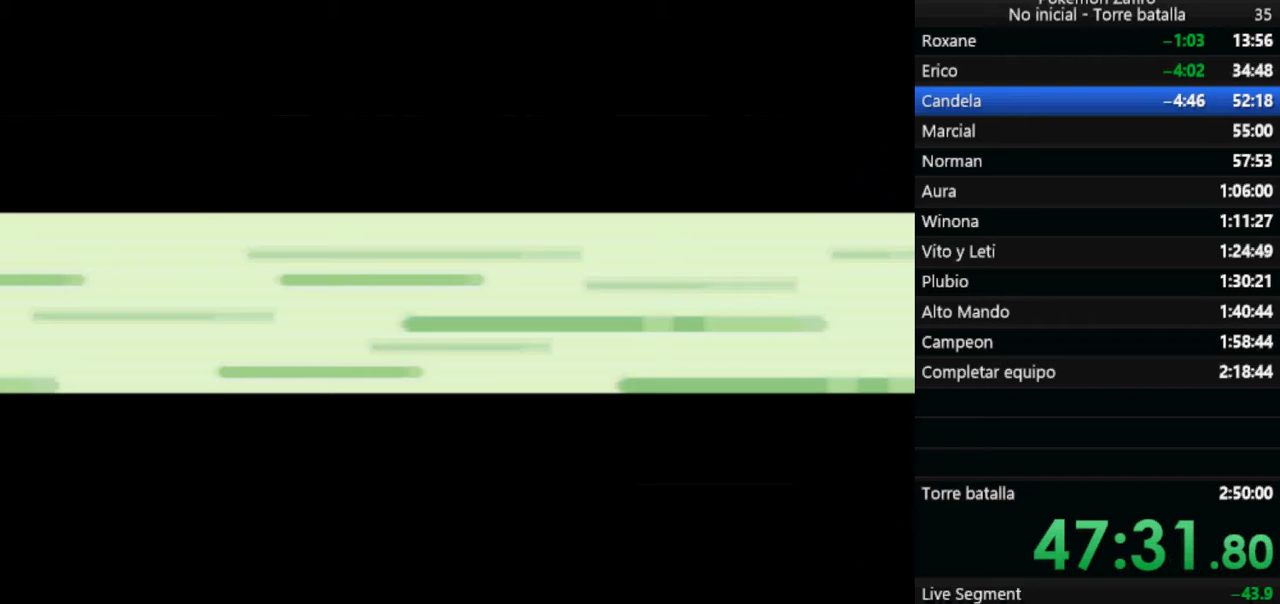 Pokémon Zafiro
No inicial - Torre batalla 35
Roxane −1:03 13:56
Erico −4:02 34:48
Candela −4:46 52:18
Marcial 55:00
Norman 57:53
Aura 1:06:00
Winona 1:11:27
Vito y Leti 1:24:49
Plubio 1:30:21
Alto Mando 1:40:44
Campeon 1:58:44
Completar equipo 2:18:44
Torre batalla 2:50:00
47:31.80
Live Segment −43.9